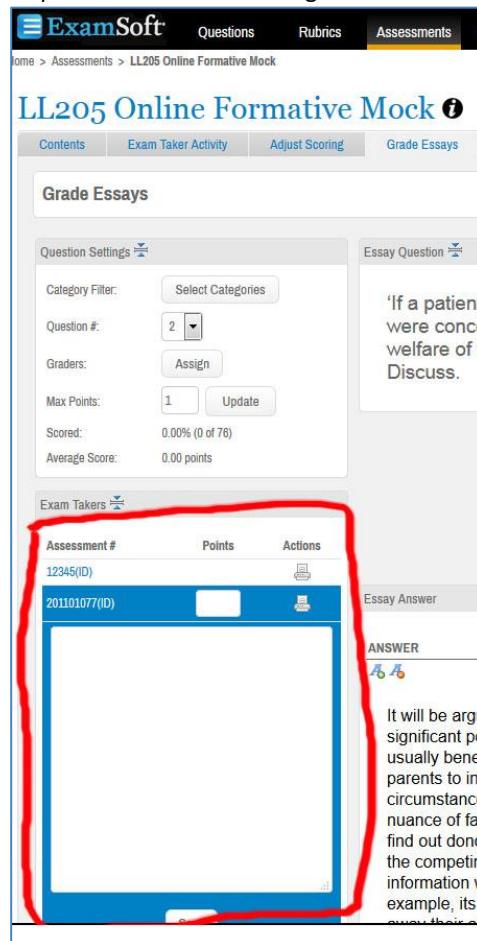 ExamSoft Questions Rubrics Assessments
> Assessments > LL205 Online Formative Mock
LL205 Online Formative Mock
Contents Exam Taker Activity Adjust Scoring Grade Essays
Grade Essays
Question Settings
Category Filter: Select Categories
Question #: 2
Graders: Assign
Max Points: 1 Update
Scored: 0.00% (0 of 76)
Average Score: 0.00 points
Exam Takers
Assessment # Points Actions
12345(ID)
201101077(ID)
Essay Question
'If a patien
were conc
welfare of
Discuss.
Essay Answer
ANSWER
It will be arg
significant p
usually bene
parents to in
circumstanc
nuance of fa
find out don
the competi
information
example, its